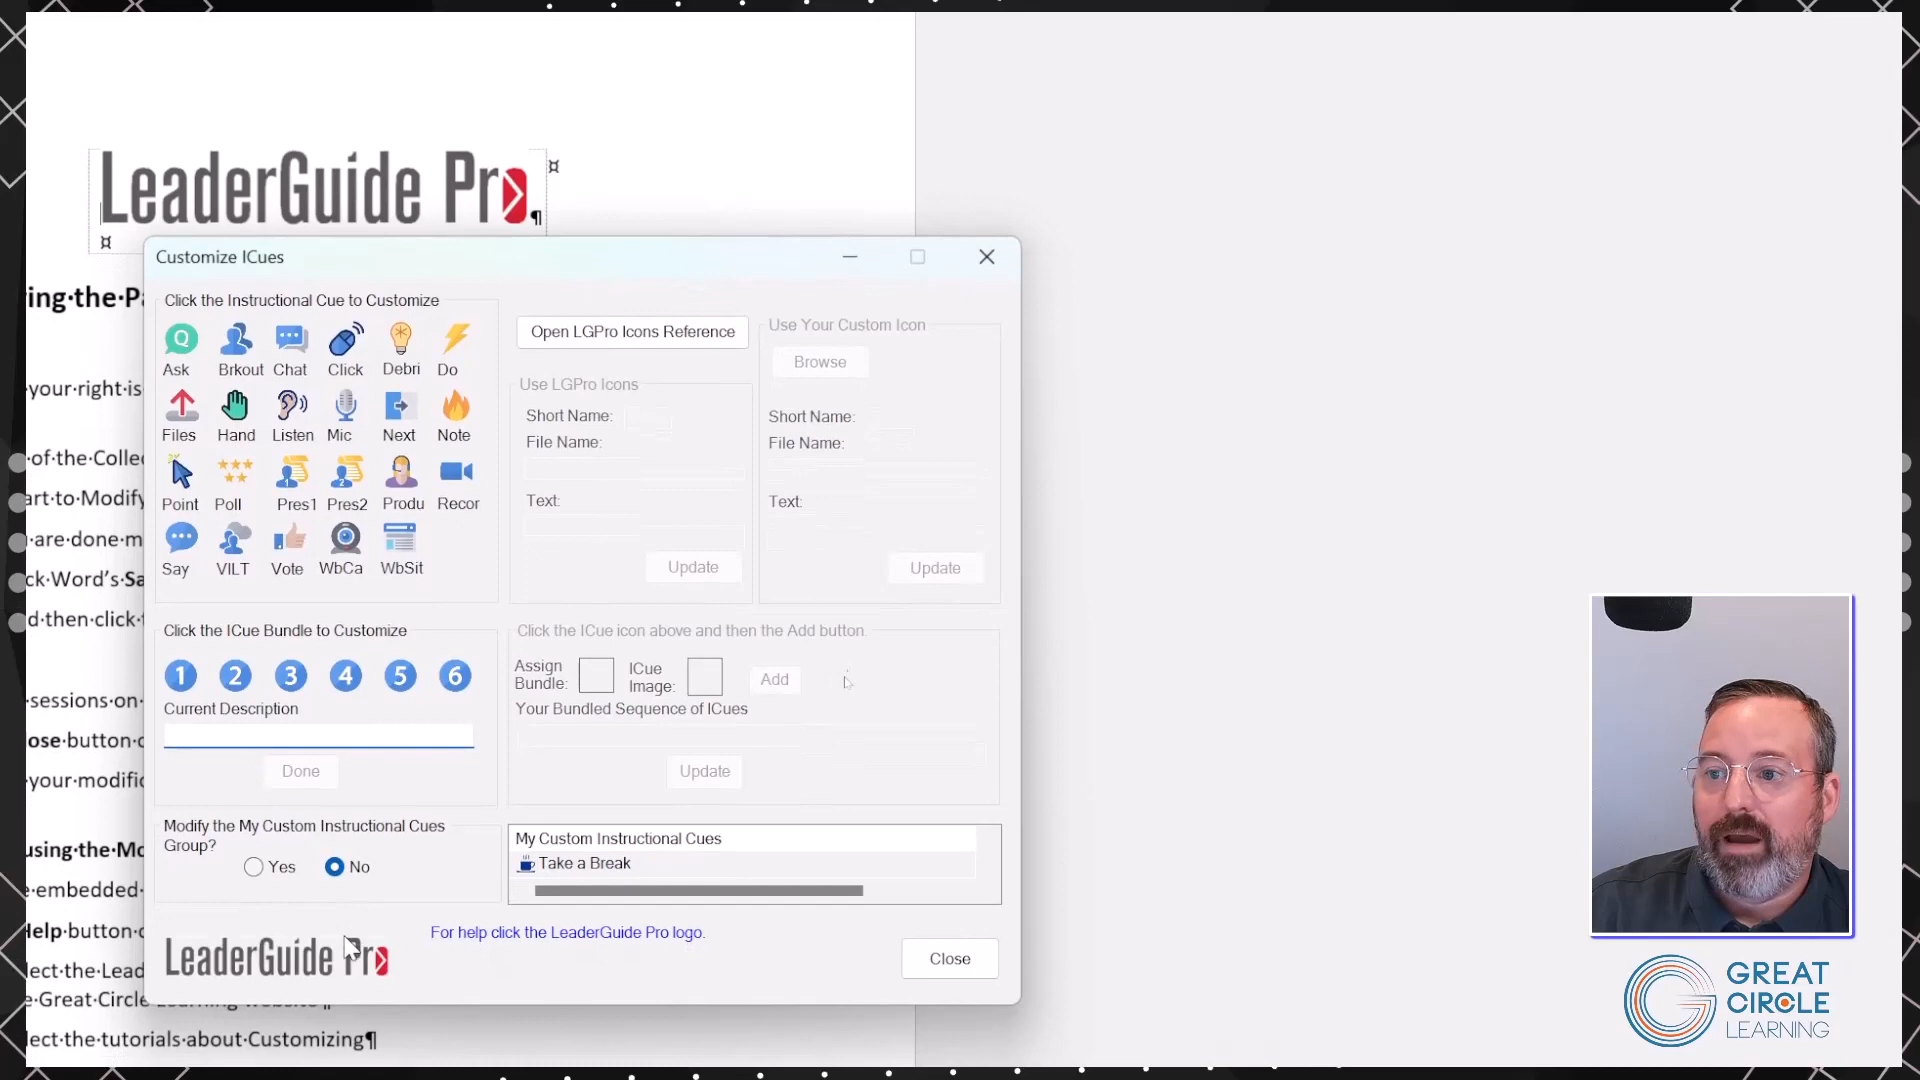 LeaderGuide Pro ¤
¶
¤
Customize ICues
ing·the·P
Click the Instructional Cue to Customize
Ask Brkout Chat Click Debri Do
Files Hand Listen Mic Next Note
Point Poll Pres1 Pres2 Produ Recor
Say VILT Vote WbCa WbSit
Open LGPro Icons Reference
Use LGPro Icons
Short Name:
File Name:
Text:
Update
Use Your Custom Icon
Browse
Short Name:
File Name:
Text:
Update
your·right·is
·of·the·Colle
art·to·Modify
·are·done·m
ck·Word’s·Sa
d·then·click·
Click the ICue Bundle to Customize
1 2 3 4 5 6
Current Description
Done
Click the ICue icon above and then the Add button.
Assign
Bundle:
ICue
Image:
Add
Your Bundled Sequence of ICues
Update
·sessions·on·
ose·button·
·your·modific
Modify the My Custom Instructional Cues
Group?
Yes No
My Custom Instructional Cues
Take a Break
using·the·Mo
e·embedded·
Help·button·
lect·the·Lead
e·Great·Circle
lect·the·tutorials·about·Customizing¶
LeaderGuide Pro
For help click the LeaderGuide Pro logo.
Close
GREAT
CIRCLE
LEARNING